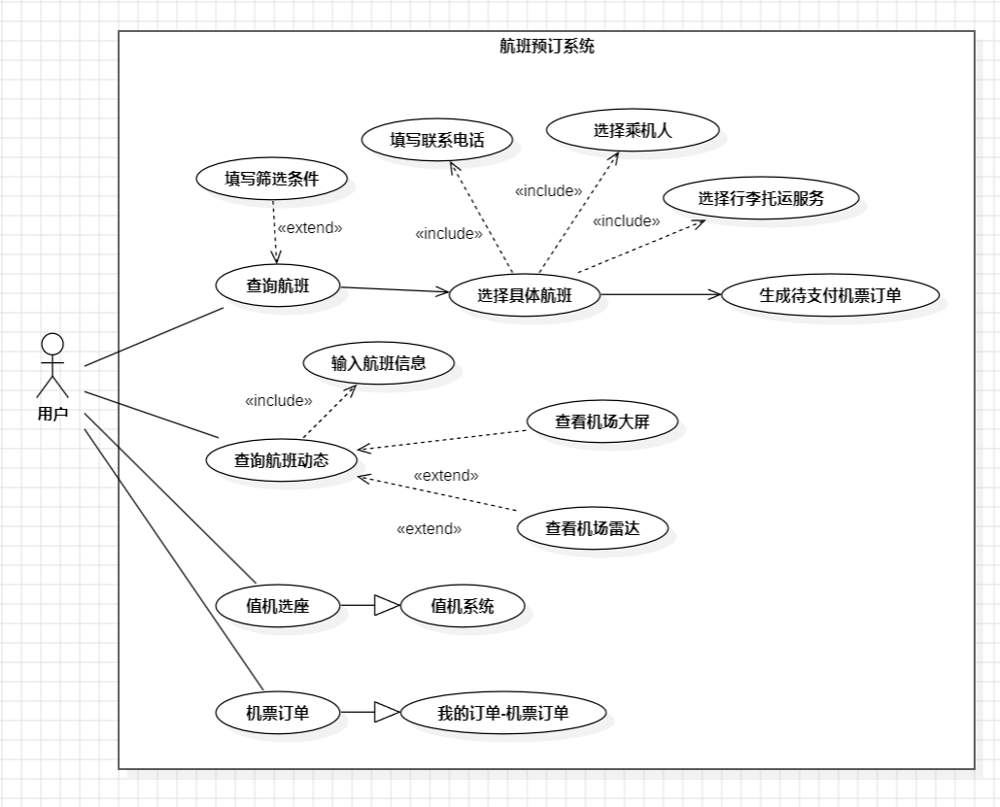 航班预订系统
填写联系电话
选择乘机人
填写筛选条件
«include»
选择行李托运服务
«extend»
«include»
«include»
查询航班
选择具体航班
生成待支付机票订单
用户
输入航班信息
«include»
查看机场大屏
查询航班动态
«extend»
«extend»
查看机场雷达
值机选座
值机系统
机票订单
我的订单-机票订单